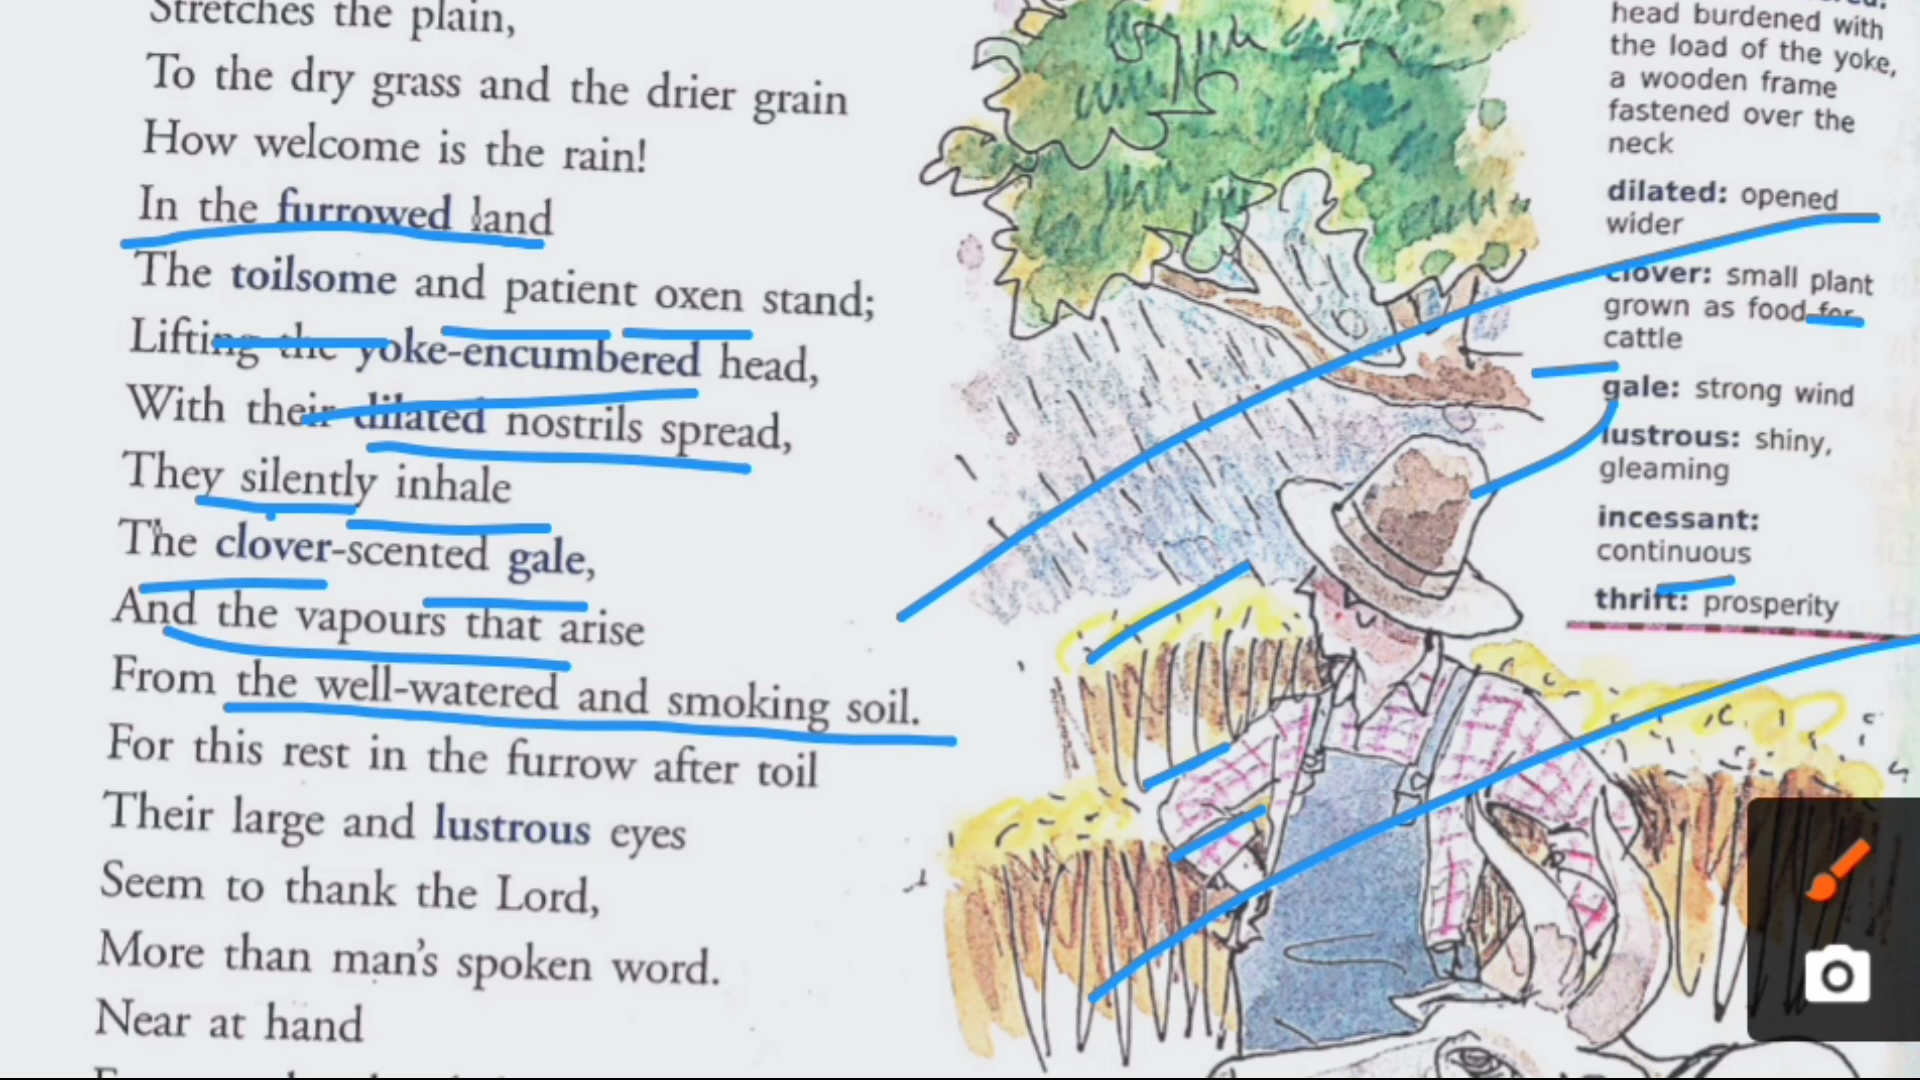 Stretches the plain,
To the dry grass and the drier grain
How welcome is the rain!
In the furrowed land
The toilsome and patient oxen stand;
Lifting the yoke-encumbered head,
With their dilated nostrils spread,
They silently inhale
The clover-scented gale,
And the vapours that arise
From the well-watered and smoking soil.
For this rest in the furrow after toil
Their large and lustrous eyes
Seem to thank the Lord,
More than man's spoken word.
Near at hand
head burdened with
the load of the yoke,
a wooden frame
fastened over the
neck
dilated: opened
wider
clover: small plant
grown as food for
cattle
gale: strong wind
lustrous: shiny,
gleaming
incessant:
continuous
thrift: prosperity